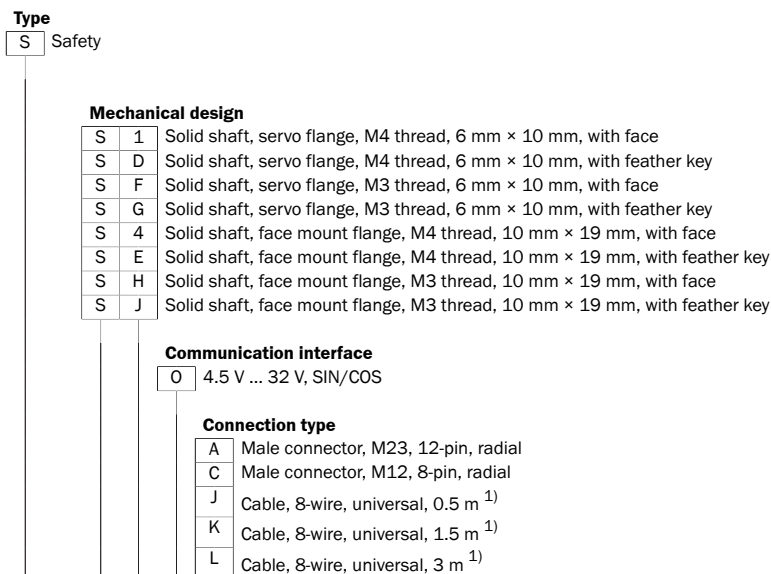 Type
S Safety
Mechanical design
S 1 Solid shaft, servo flange, M4 thread, 6 mm × 10 mm, with face
S D Solid shaft, servo flange, M4 thread, 6 mm × 10 mm, with feather key
S F Solid shaft, servo flange, M3 thread, 6 mm × 10 mm, with face
S G Solid shaft, servo flange, M3 thread, 6 mm × 10 mm, with feather key
S 4 Solid shaft, face mount flange, M4 thread, 10 mm × 19 mm, with face
S E Solid shaft, face mount flange, M4 thread, 10 mm × 19 mm, with feather key
S H Solid shaft, face mount flange, M3 thread, 10 mm × 19 mm, with face
S J Solid shaft, face mount flange, M3 thread, 10 mm × 19 mm, with feather key
Communication interface
O 4.5 V ... 32 V, SIN/COS
Connection type
A Male connector, M23, 12-pin, radial
C Male connector, M12, 8-pin, radial
J Cable, 8-wire, universal, 0.5 m 1)
K Cable, 8-wire, universal, 1.5 m 1)
L Cable, 8-wire, universal, 3 m 1)